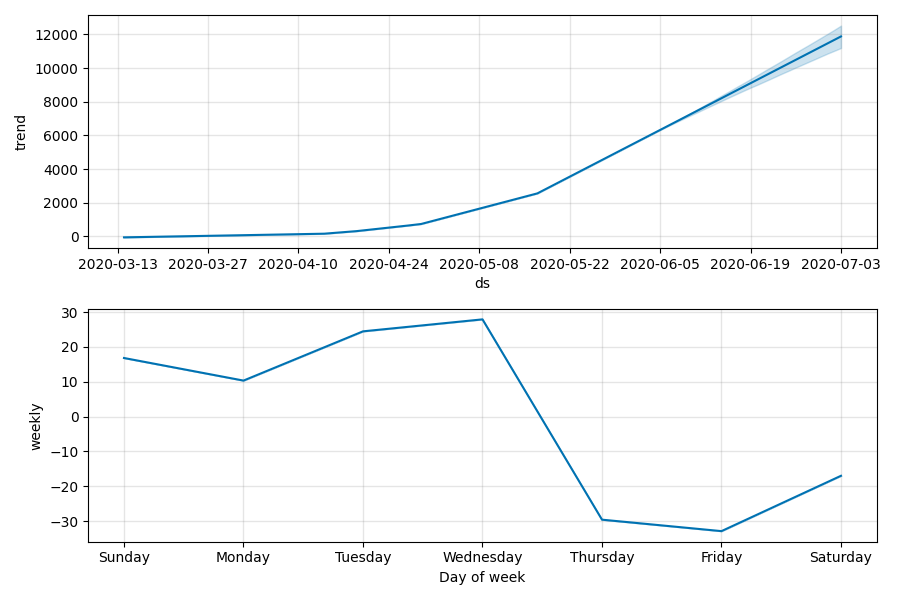 12000
10000
8000
6000
4000
2000
0
trend
2020-03-13 2020-03-27 2020-04-10 2020-04-24 2020-05-08 2020-05-22 2020-06-05 2020-06-19 2020-07-03
ds
30
20
10
0
−10
−20
−30
weekly
Sunday Monday Tuesday Wednesday Thursday Friday Saturday
Day of week